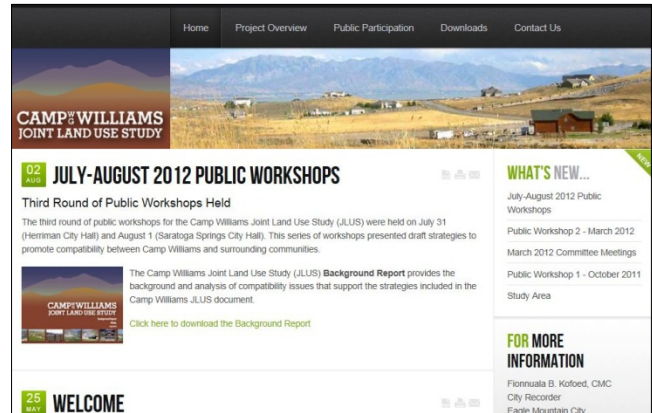 Home Project Overview Public Participation Downloads Contact Us
CAMP WG WILLIAMS
JOINT LAND USE STUDY
02
AUG
JULY-AUGUST 2012 PUBLIC WORKSHOPS
Third Round of Public Workshops Held
The third round of public workshops for the Camp Williams Joint Land Use Study (JLUS) were held on July 31
(Herriman City Hall) and August 1 (Saratoga Springs City Hall). This series of workshops presented draft strategies to
promote compatibility between Camp Williams and surrounding communities.
CAMP WG WILLIAMS
JOINT LAND USE STUDY
The Camp Williams Joint Land Use Study (JLUS) Background Report provides the
background and analysis of compatibility issues that support the strategies included in the
Camp Williams JLUS document.
Click here to download the Background Report
25
MAY
WELCOME
NEW
WHAT'S NEW...
July-August 2012 Public
Workshops
Public Workshop 2 - March 2012
March 2012 Committee Meetings
Public Workshop 1 - October 2011
Study Area
FOR MORE
INFORMATION
Fionnuala B. Kofoed, CMC
City Recorder
Eagle Mountain City